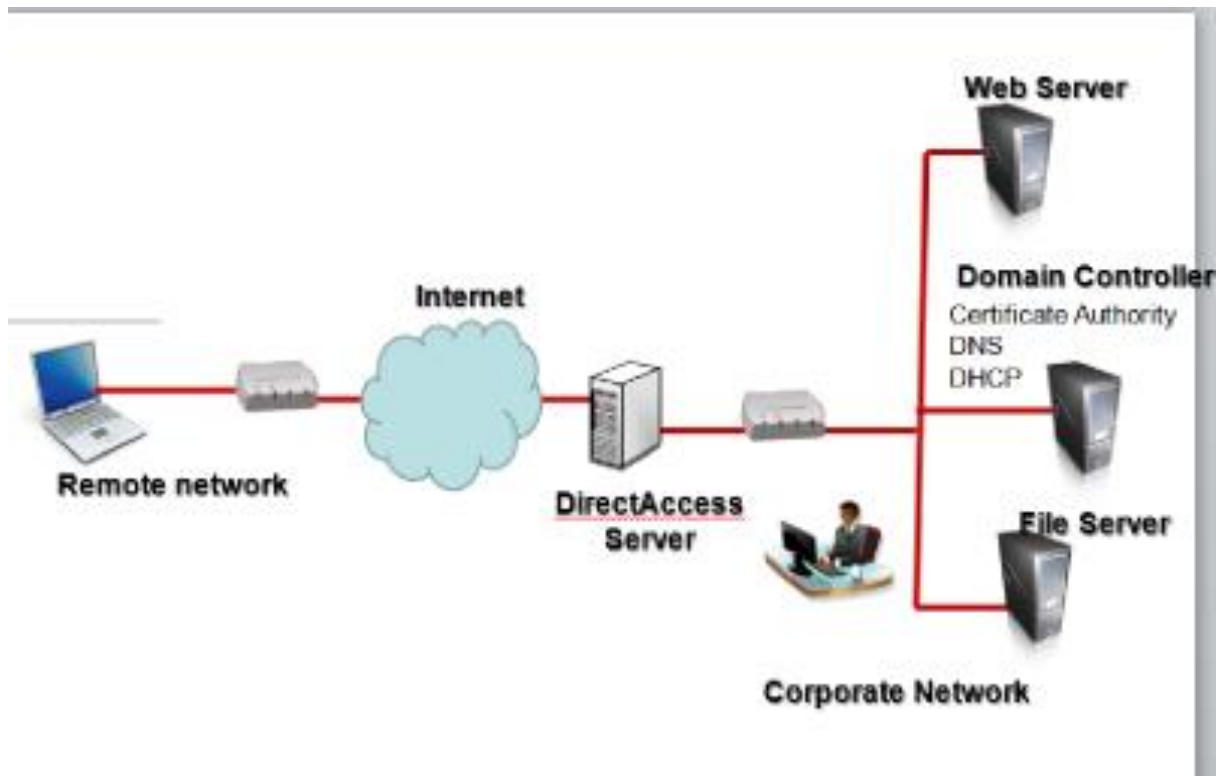 Web Server
Domain Controller
Certificate Authority
DNS
DHCP
Internet
Remote network
DirectAccess
Server
File Server
Corporate Network